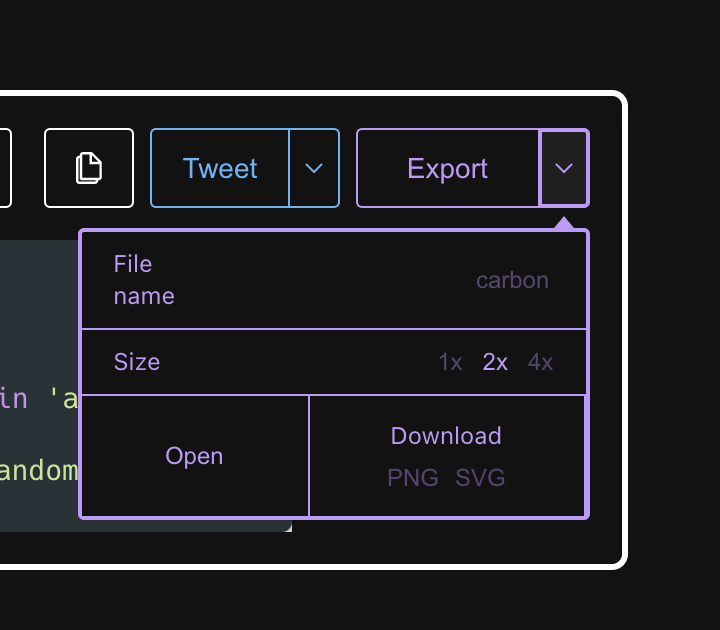 Tweet
Export
File
name
carbon
Size
1x 2x 4x
in 'a
andom
Open
Download
PNG SVG